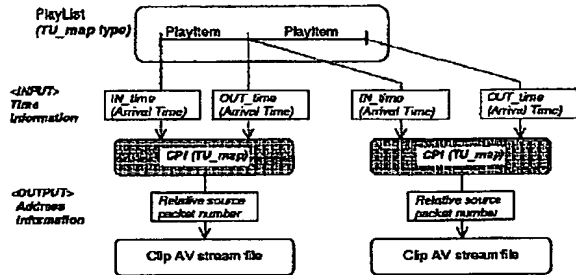 PlayList
(TU_map type)
PlayItem PlayItem
<INPUT>
Time
Information
IN_time
(Arrival Time)
OUT_time
(Arrival Time)
IN_time
(Arrival Time)
OUT_time
(Arrival Time)
CPI (TU_map)
CPI (TU_map)
<OUTPUT>
Address
Information
Relative source
packet number
Relative source
packet number
Clip AV stream file
Clip AV stream file